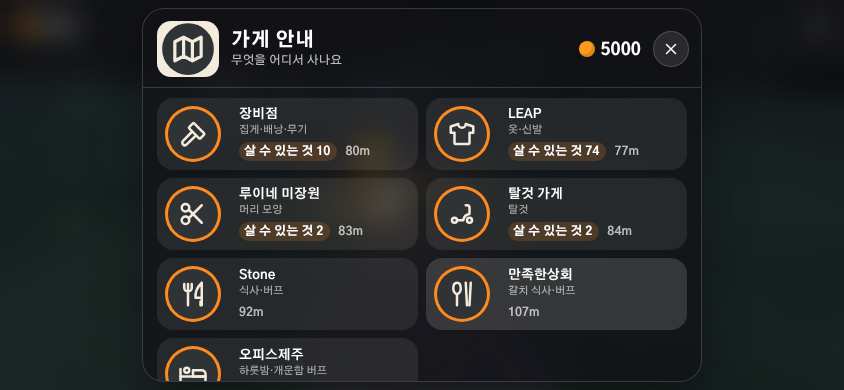 가게 안내
무엇을 어디서 사나요
5000
장비점
집게·배낭·무기
살 수 있는 것 10 80m
LEAP
옷·신발
살 수 있는 것 74 77m
루이네 미장원
머리 모양
살 수 있는 것 2 83m
탈것 가게
탈것
살 수 있는 것 2 84m
Stone
식사·버프
92m
만족한상회
갈치 식사·버프
107m
오피스제주
하룻밤·개운함 버프